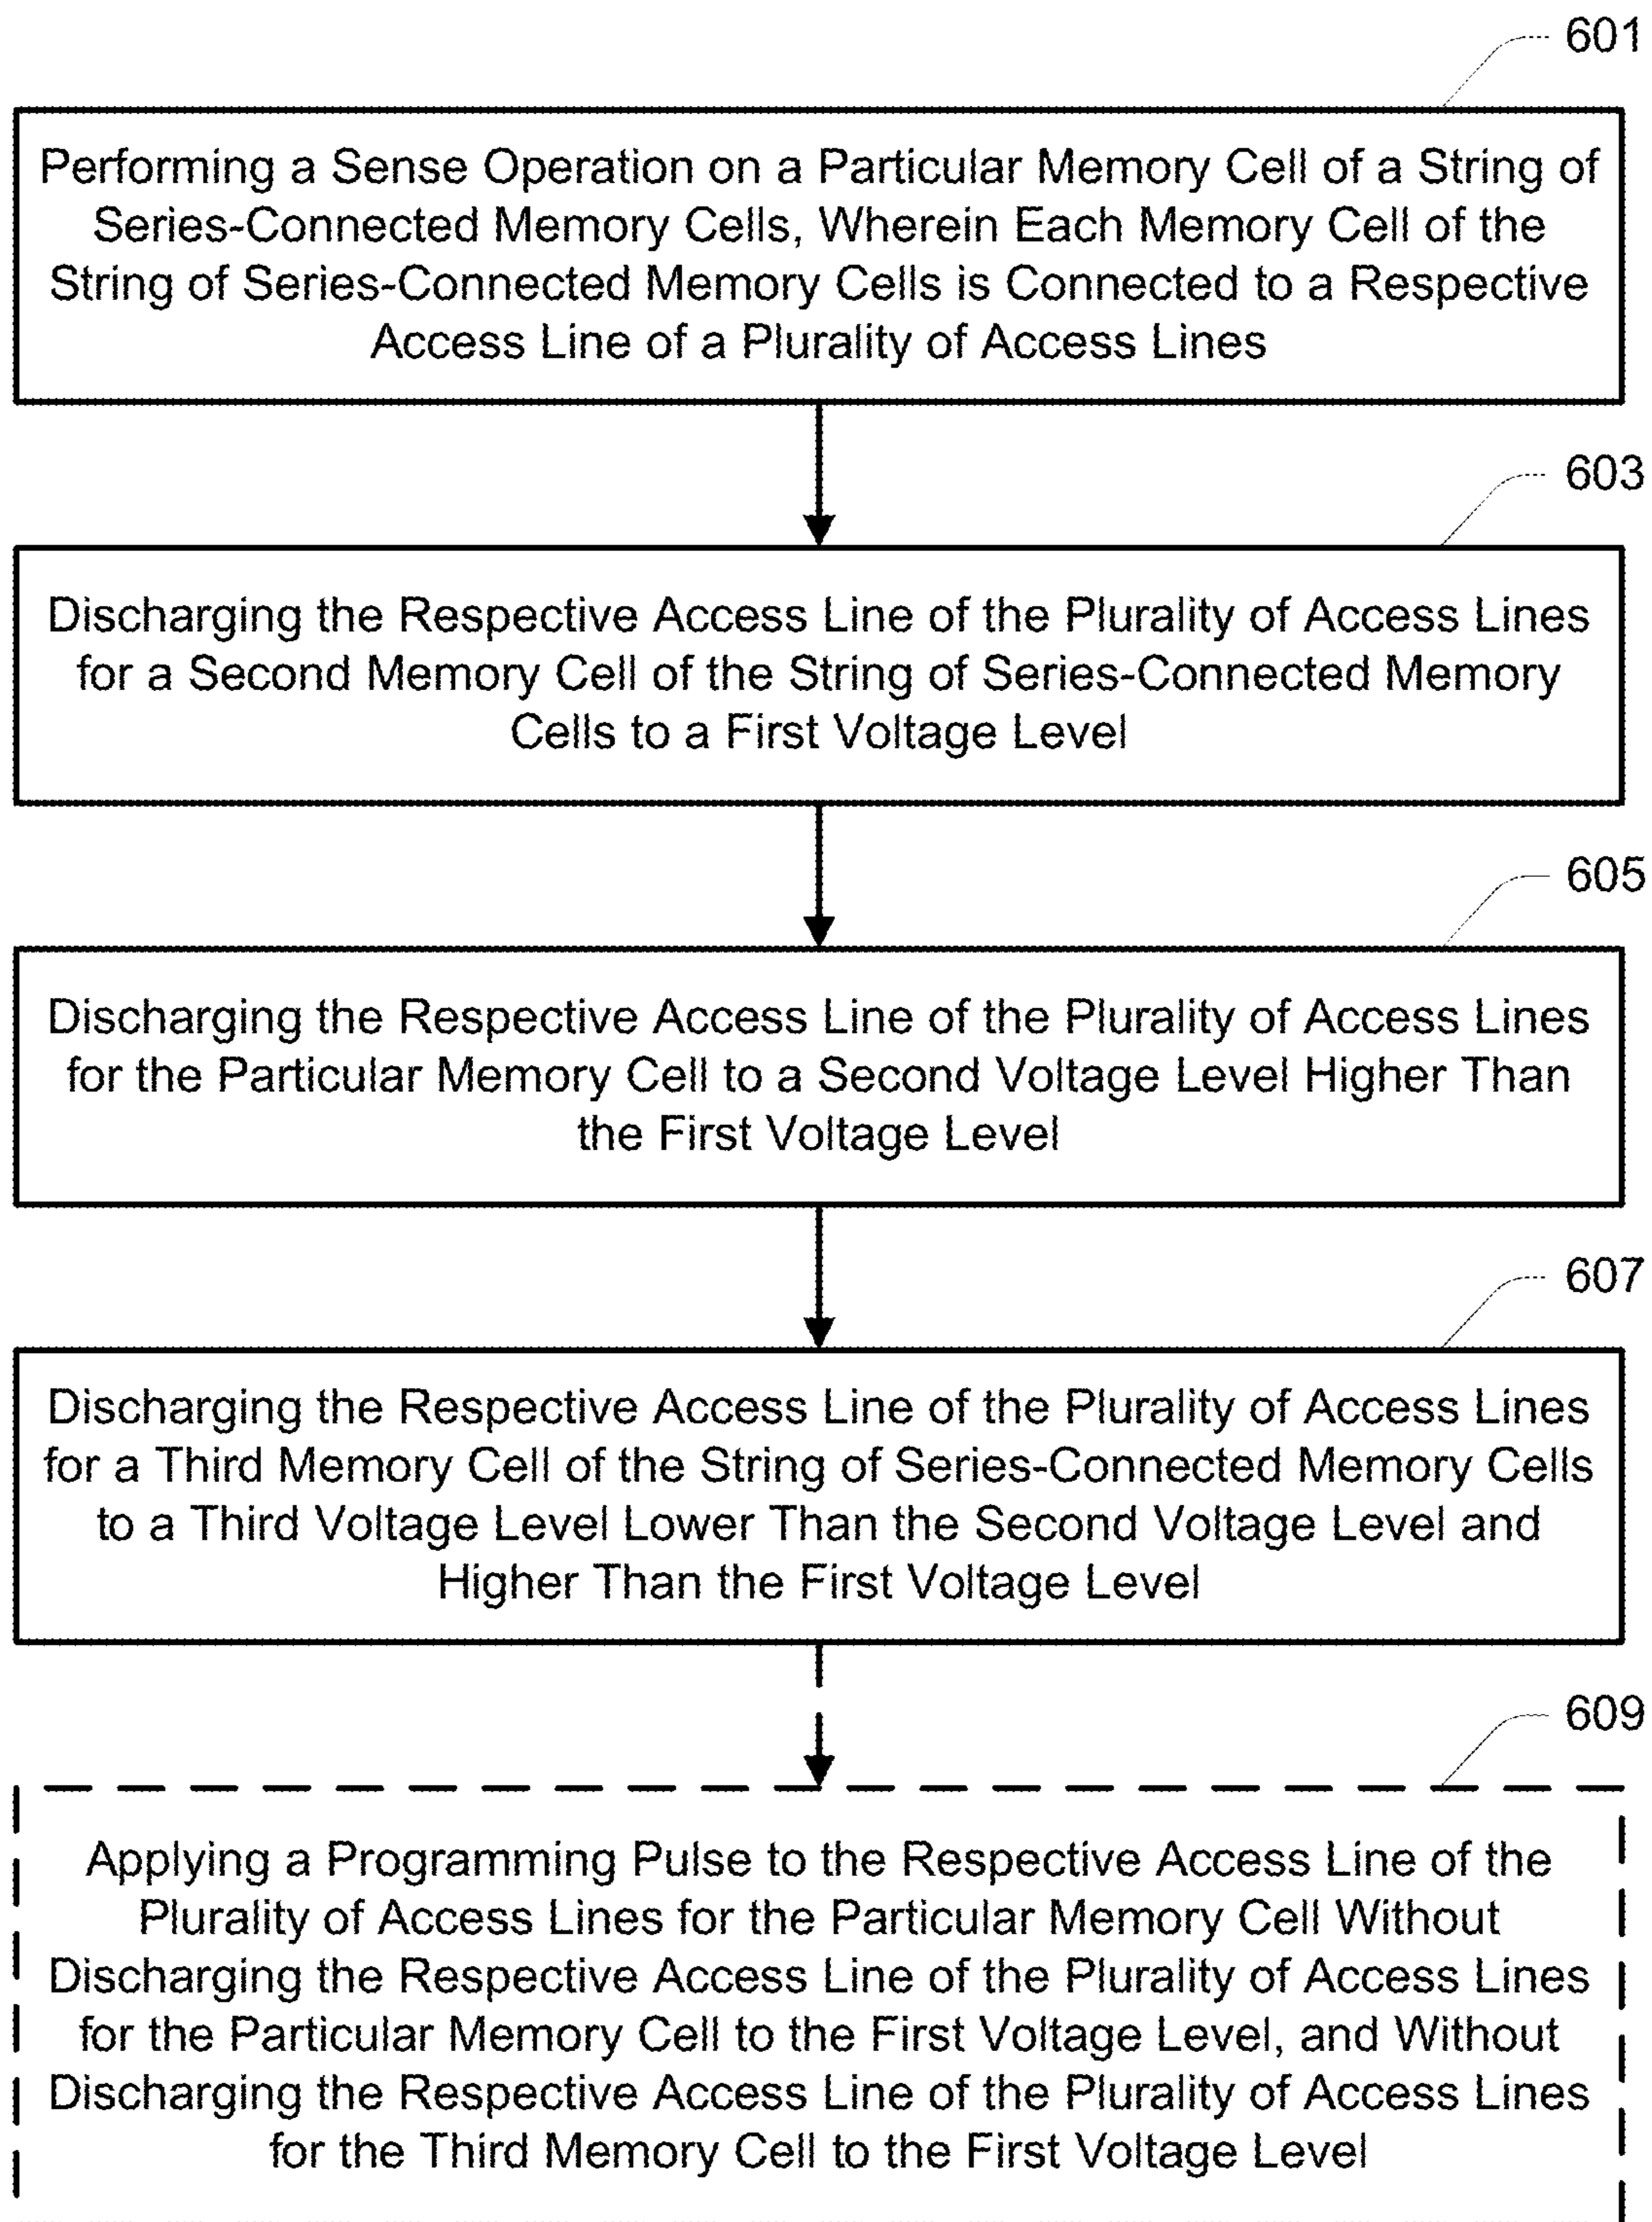 601
Performing a Sense Operation on a Particular Memory Cell of a String of
Series-Connected Memory Cells, Wherein Each Memory Cell of the
String of Series-Connected Memory Cells is Connected to a Respective
Access Line of a Plurality of Access Lines
603
Discharging the Respective Access Line of the Plurality of Access Lines
for a Second Memory Cell of the String of Series-Connected Memory
Cells to a First Voltage Level
605
Discharging the Respective Access Line of the Plurality of Access Lines
for the Particular Memory Cell to a Second Voltage Level Higher Than
the First Voltage Level
607
Discharging the Respective Access Line of the Plurality of Access Lines
for a Third Memory Cell of the String of Series-Connected Memory Cells
to a Third Voltage Level Lower Than the Second Voltage Level and
Higher Than the First Voltage Level
609
Applying a Programming Pulse to the Respective Access Line of the
Plurality of Access Lines for the Particular Memory Cell Without
Discharging the Respective Access Line of the Plurality of Access Lines
for the Particular Memory Cell to the First Voltage Level, and Without
Discharging the Respective Access Line of the Plurality of Access Lines
for the Third Memory Cell to the First Voltage Level